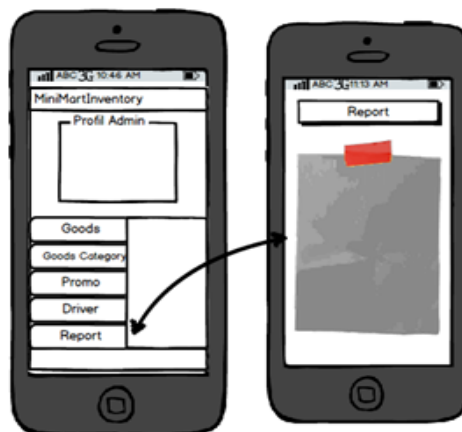 ABC 3G 10:46 AM
MiniMartInventory
Profil Admin
Goods
Goods Category
Promo
Driver
Report
ABC 3G 11:13 AM
Report